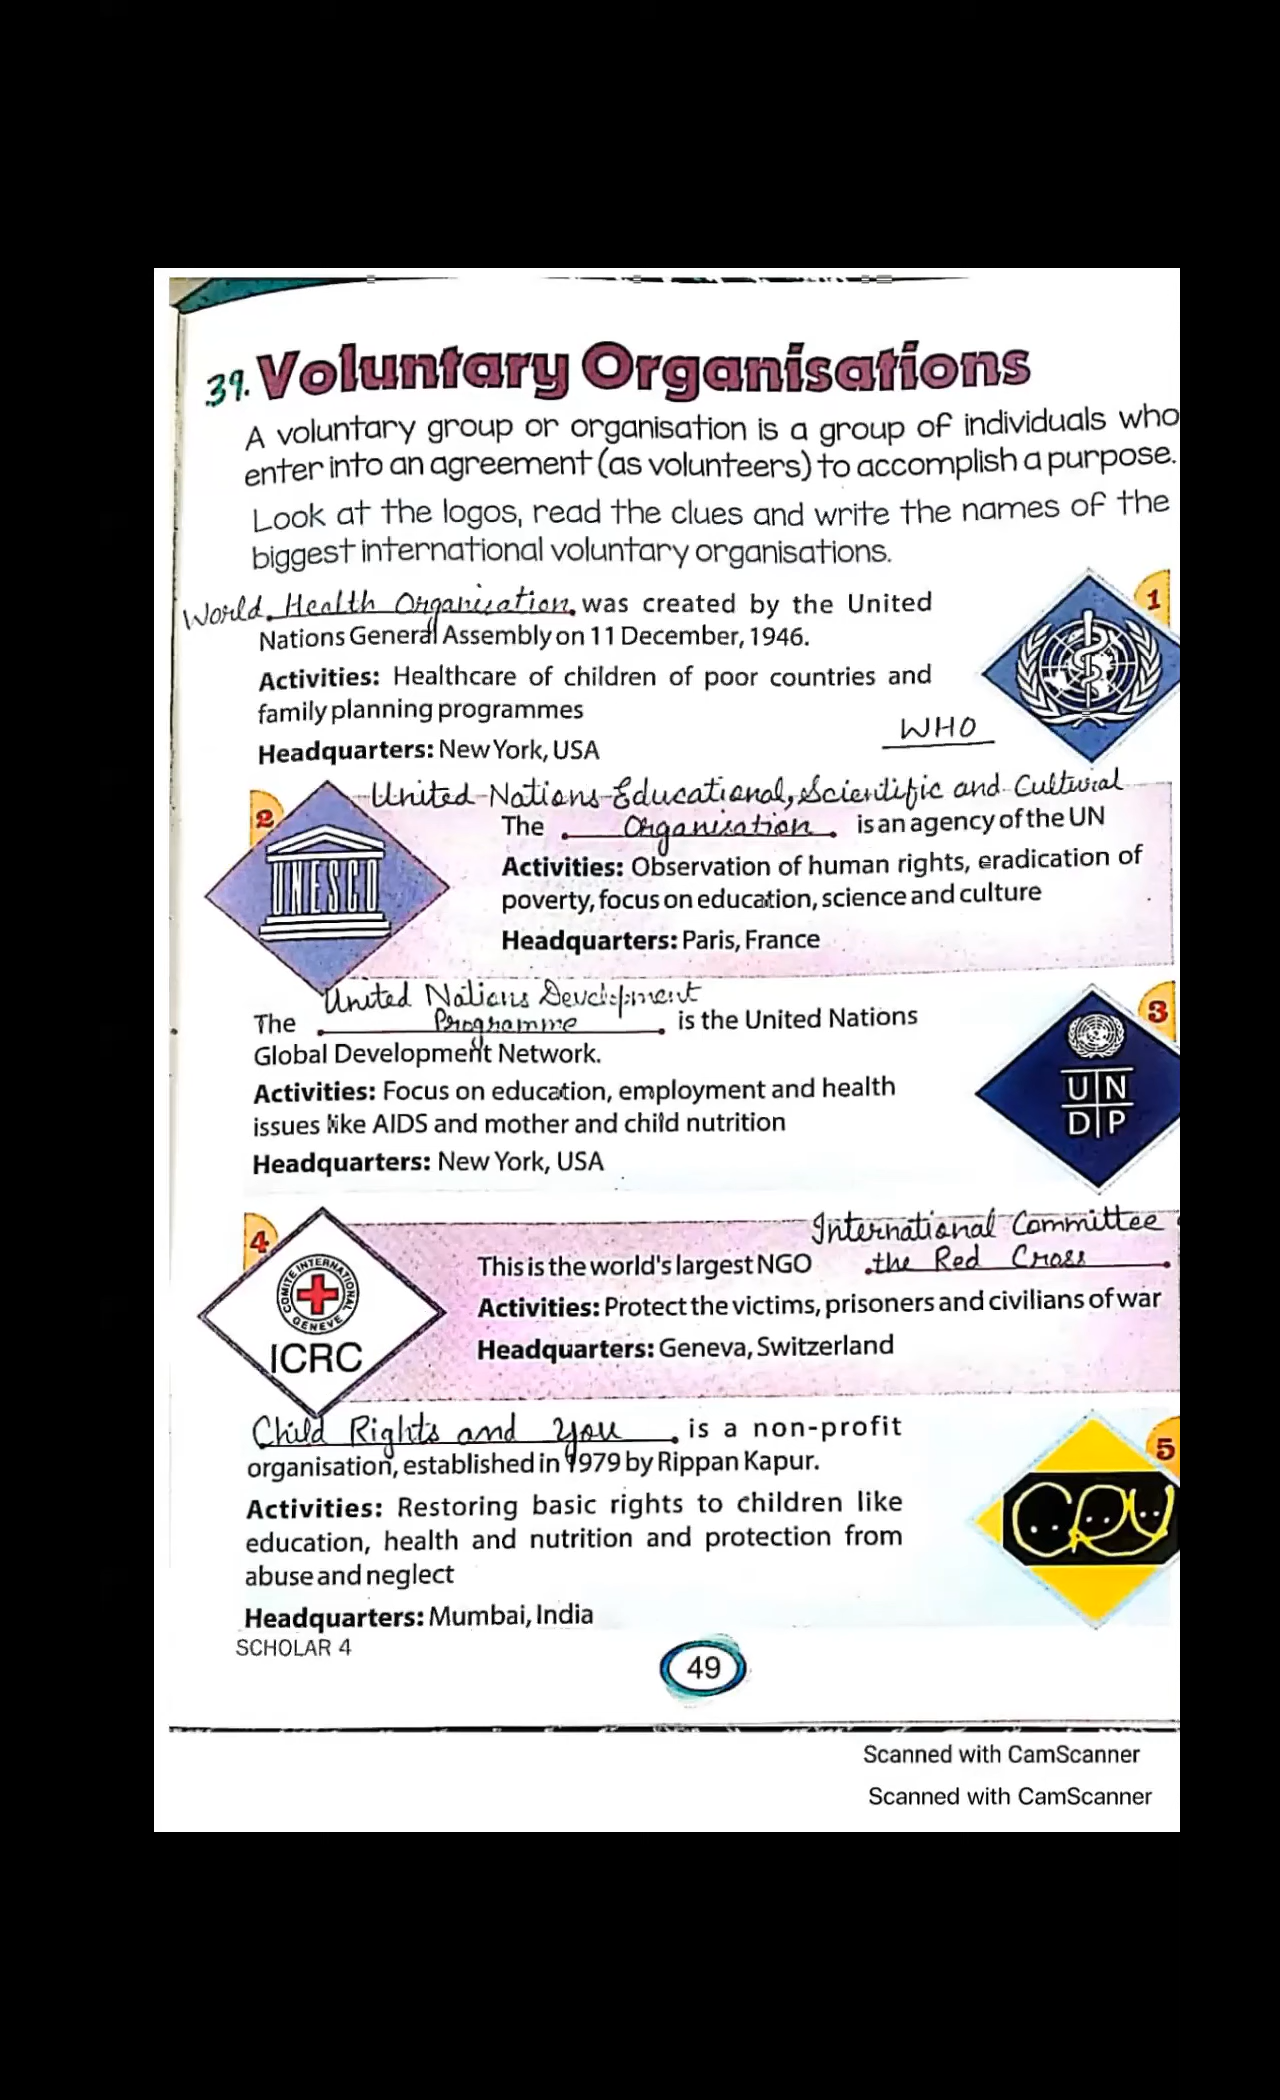 39. Voluntary Organisations
A voluntary group or organisation is a group of individuals who
enter into an agreement (as volunteers) to accomplish a purpose.
Look at the logos, read the clues and write the names of the
biggest international voluntary organisations.
World Health Organisation was created by the United
Nations General Assembly on 11 December, 1946.
Activities: Healthcare of children of poor countries and
family planning programmes
Headquarters: New York, USA
WHO
1
2
UNESCO
United Nations Educational, Scientific and Cultural
The Organisation is an agency of the UN
Activities: Observation of human rights, eradication of
poverty, focus on education, science and culture
Headquarters: Paris, France
United Nations Development
The Programme is the United Nations
Global Development Network.
Activities: Focus on education, employment and health
issues like AIDS and mother and child nutrition
Headquarters: New York, USA
3
U N
D P
4
COMITE INTERNATIONAL
GENEVE
ICRC
International Committee
This is the world's largest NGO the Red Cross
Activities: Protect the victims, prisoners and civilians of war
Headquarters: Geneva, Switzerland
Child Rights and You is a non-profit
organisation, established in 1979 by Rippan Kapur.
Activities: Restoring basic rights to children like
education, health and nutrition and protection from
abuse and neglect
Headquarters: Mumbai, India
5
CRY
SCHOLAR 4
49
Scanned with CamScanner
Scanned with CamScanner